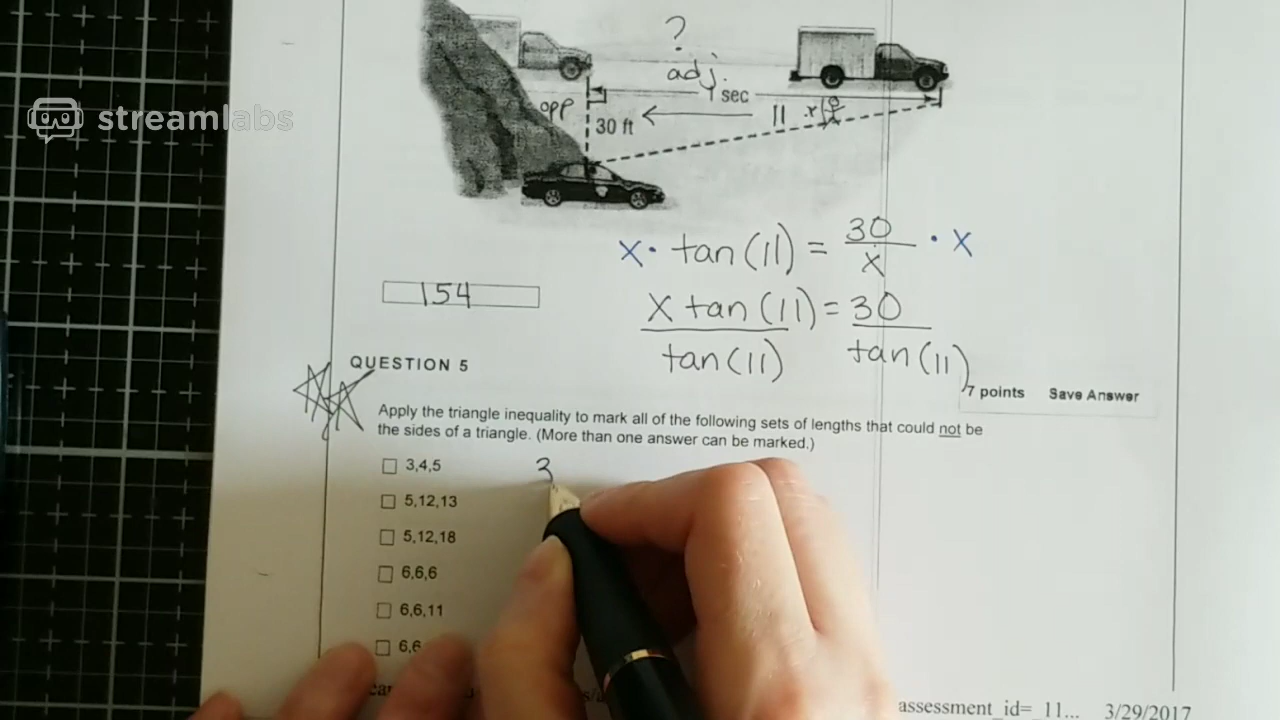 ?
adj.
1 sec
opp
30 ft
11
streamlabs
x · tan(11) = 30/x · x
154
x tan(11) = 30
tan(11) tan(11)
QUESTION 5
7 points Save Answer
Apply the triangle inequality to mark all of the following sets of lengths that could not be
the sides of a triangle. (More than one answer can be marked.)
3,4,5
3
5,12,13
5,12,18
6,6,6
6,6,11
6,6
assessment_id=_11... 3/29/2017